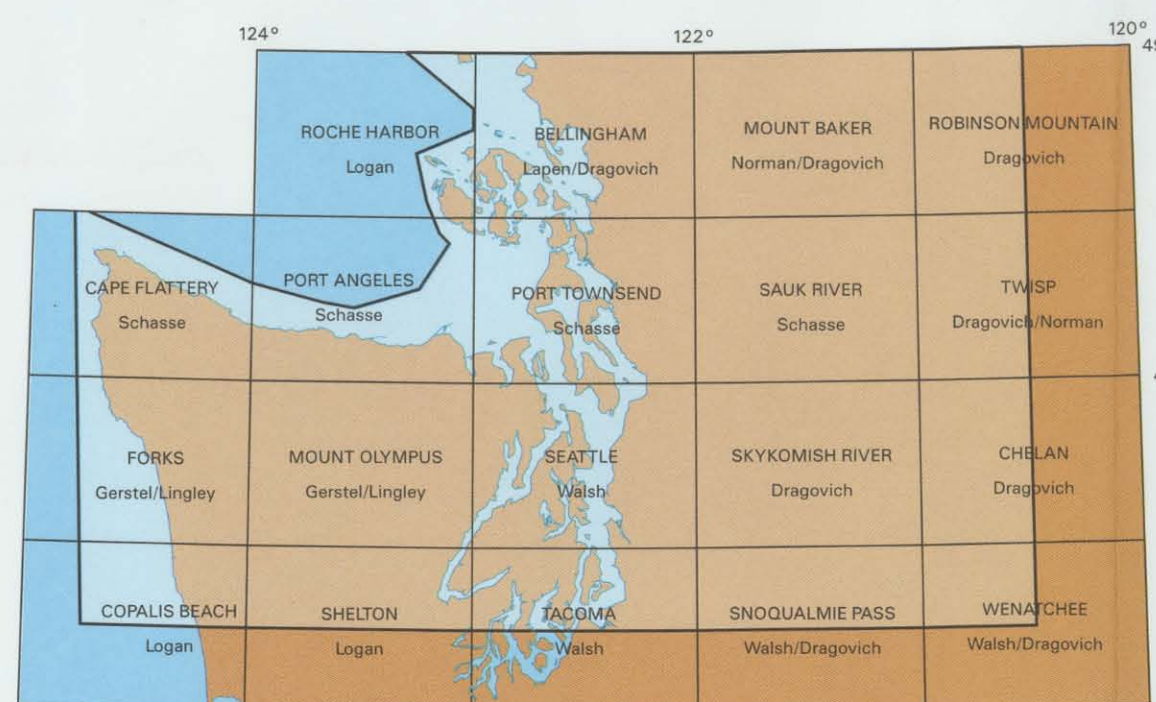 124°
122°
120°
ROCHE HARBOR
Logan
BELLINGHAM
Lapen/Dragovich
MOUNT BAKER
Norman/Dragovich
ROBINSON MOUNTAIN
Dragovich
CAPE FLATTERY
Schasse
PORT ANGELES
Schasse
PORT TOWNSEND
Schasse
SAUK RIVER
Schasse
TWISP
Dragovich/Norman
FORKS
Gerstel/Lingley
MOUNT OLYMPUS
Gerstel/Lingley
SEATTLE
Walsh
SKYKOMISH RIVER
Dragovich
CHELAN
Dragovich
COPALIS BEACH
Logan
SHELTON
Logan
TACOMA
Walsh
SNOQUALMIE PASS
Walsh/Dragovich
WENATCHEE
Walsh/Dragovich